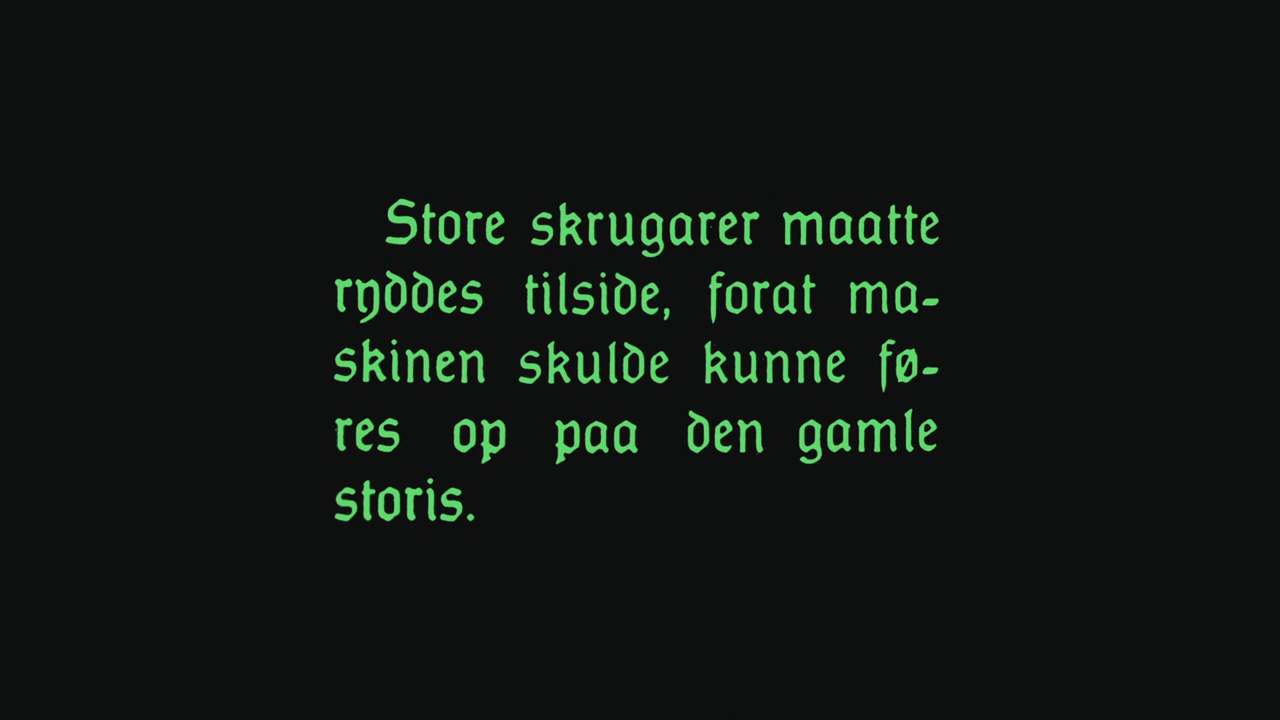 Store skrugarer maatte
ryddes tilside, forat ma-
skinen skulde kunne fø-
res op paa den gamle
storis.